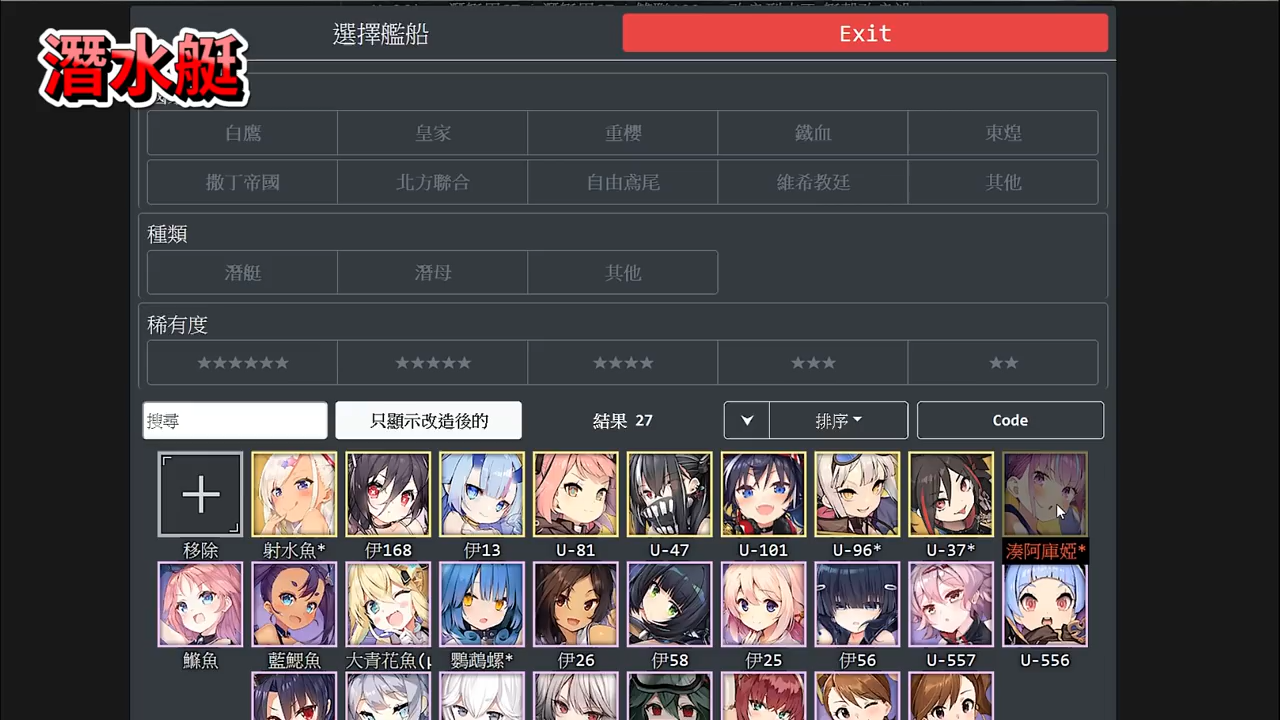 選擇艦船
Exit
潛水艇
白鷹
皇家
重櫻
鐵血
東煌
撒丁帝國
北方聯合
自由鳶尾
維希教廷
其他
種類
潛艇
潛母
其他
稀有度
★★★★★★
★★★★★
★★★★
★★★
★★
搜尋
只顯示改造後的
結果 27
排序
Code
移除
射水魚*
伊168
伊13
U-81
U-47
U-101
U-96*
U-37*
湊阿庫婭*
鰷魚
藍鰓魚
大青花魚(μ
鸚鵡螺*
伊26
伊58
伊25
伊56
U-557
U-556